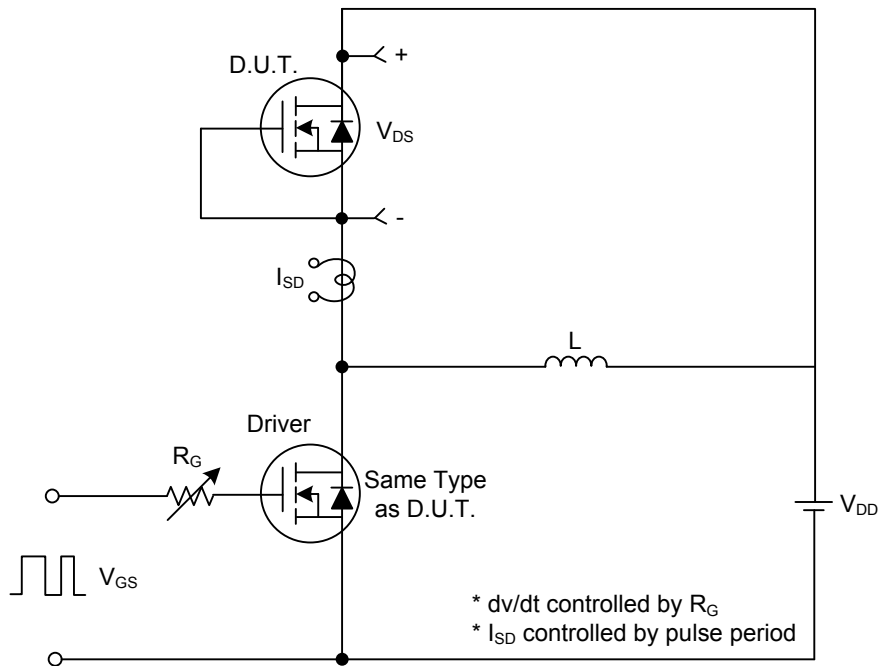 D.U.T.
+
V_DS
-
I_SD
L
Driver
R_G
Same Type
as D.U.T.
V_DD
V_GS
* dv/dt controlled by R_G
* I_SD controlled by pulse period